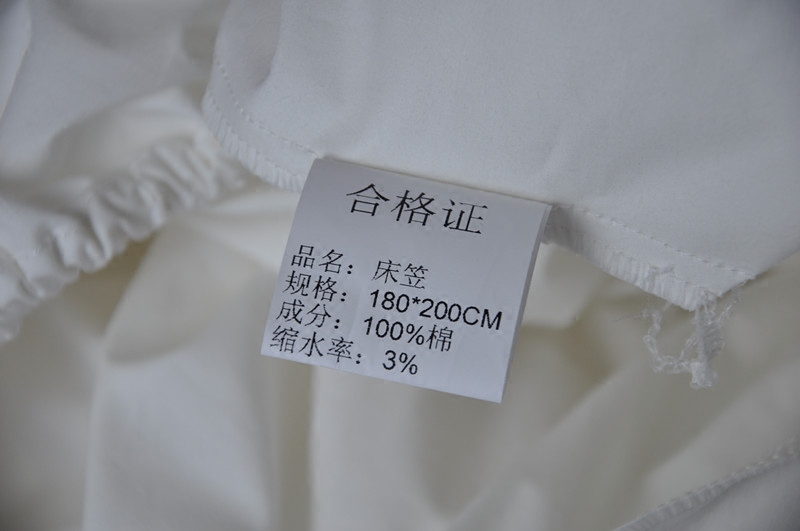 合格证
品名：床笠
规格：180*200CM
成分：100%棉
缩水率：3%